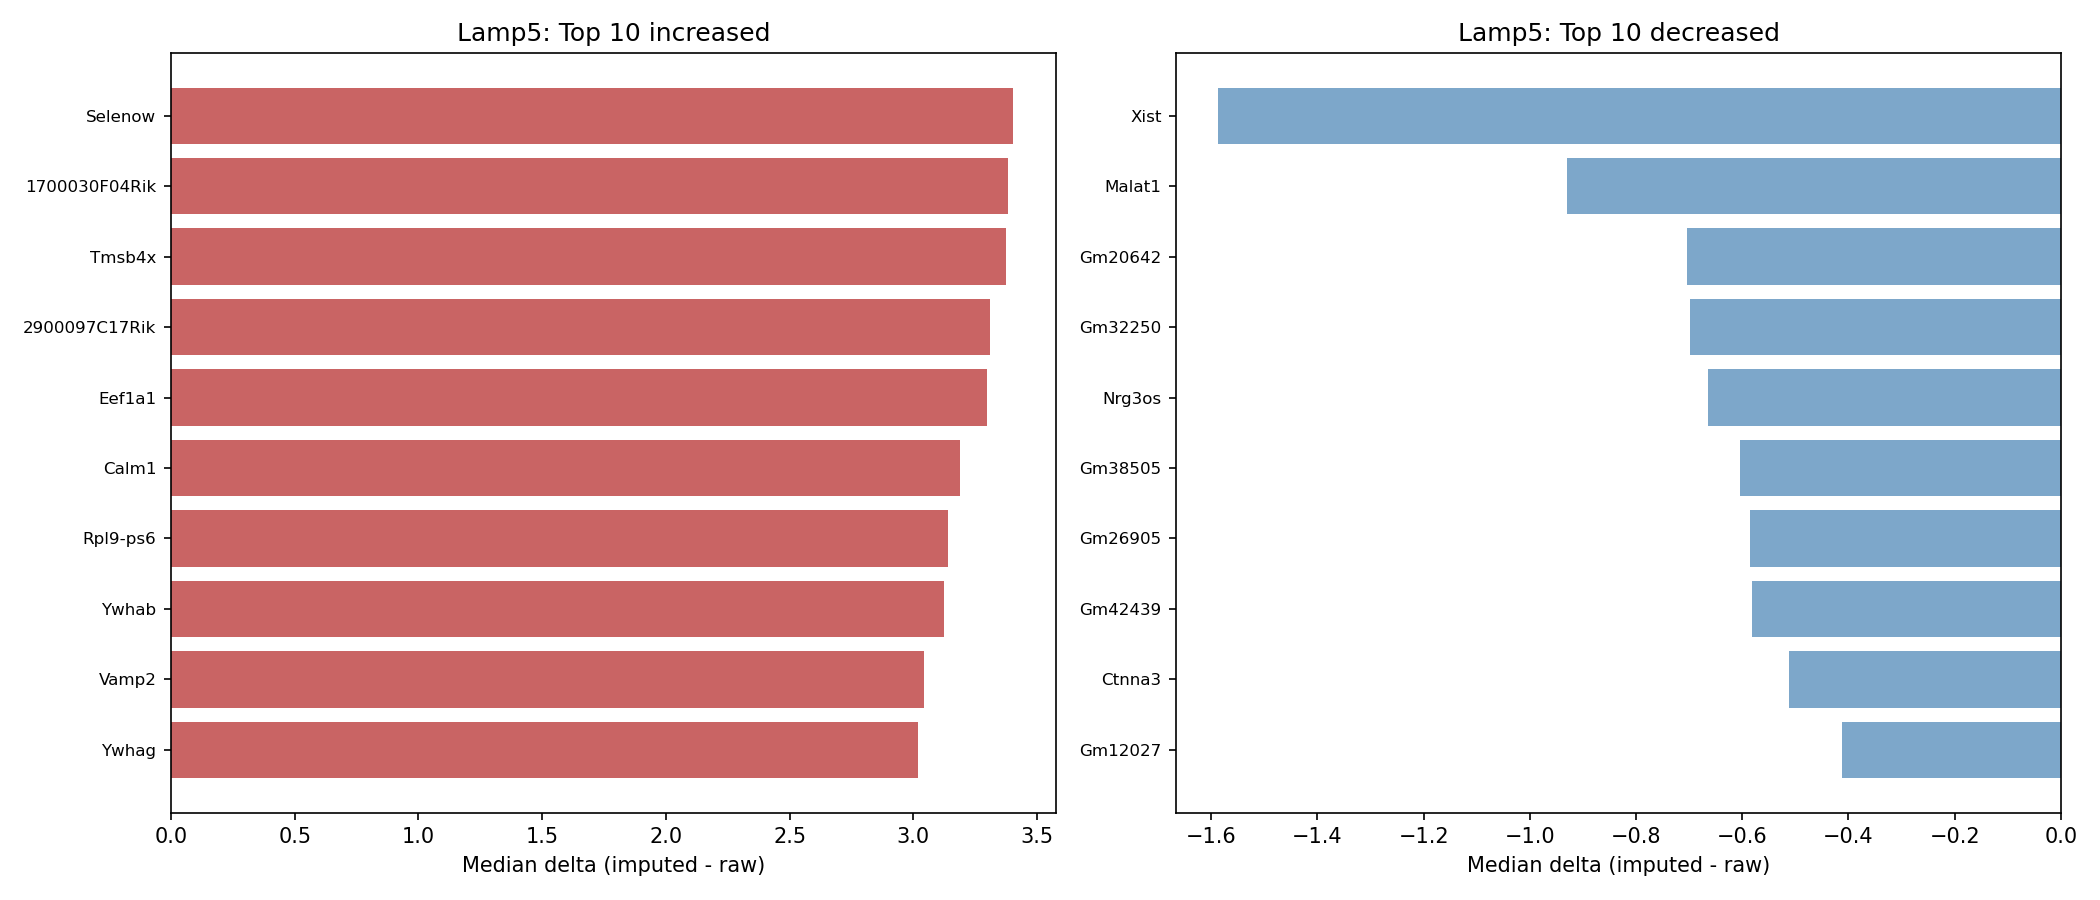 Lamp5: Top 10 increased
Selenow
1700030F04Rik
Tmsb4x
2900097C17Rik
Eef1a1
Calm1
Rpl9-ps6
Ywhab
Vamp2
Ywhag
0.0 0.5 1.0 1.5 2.0 2.5 3.0 3.5
Median delta (imputed - raw)
Lamp5: Top 10 decreased
Xist
Malat1
Gm20642
Gm32250
Nrg3os
Gm38505
Gm26905
Gm42439
Ctnna3
Gm12027
−1.6 −1.4 −1.2 −1.0 −0.8 −0.6 −0.4 −0.2 0.0
Median delta (imputed - raw)